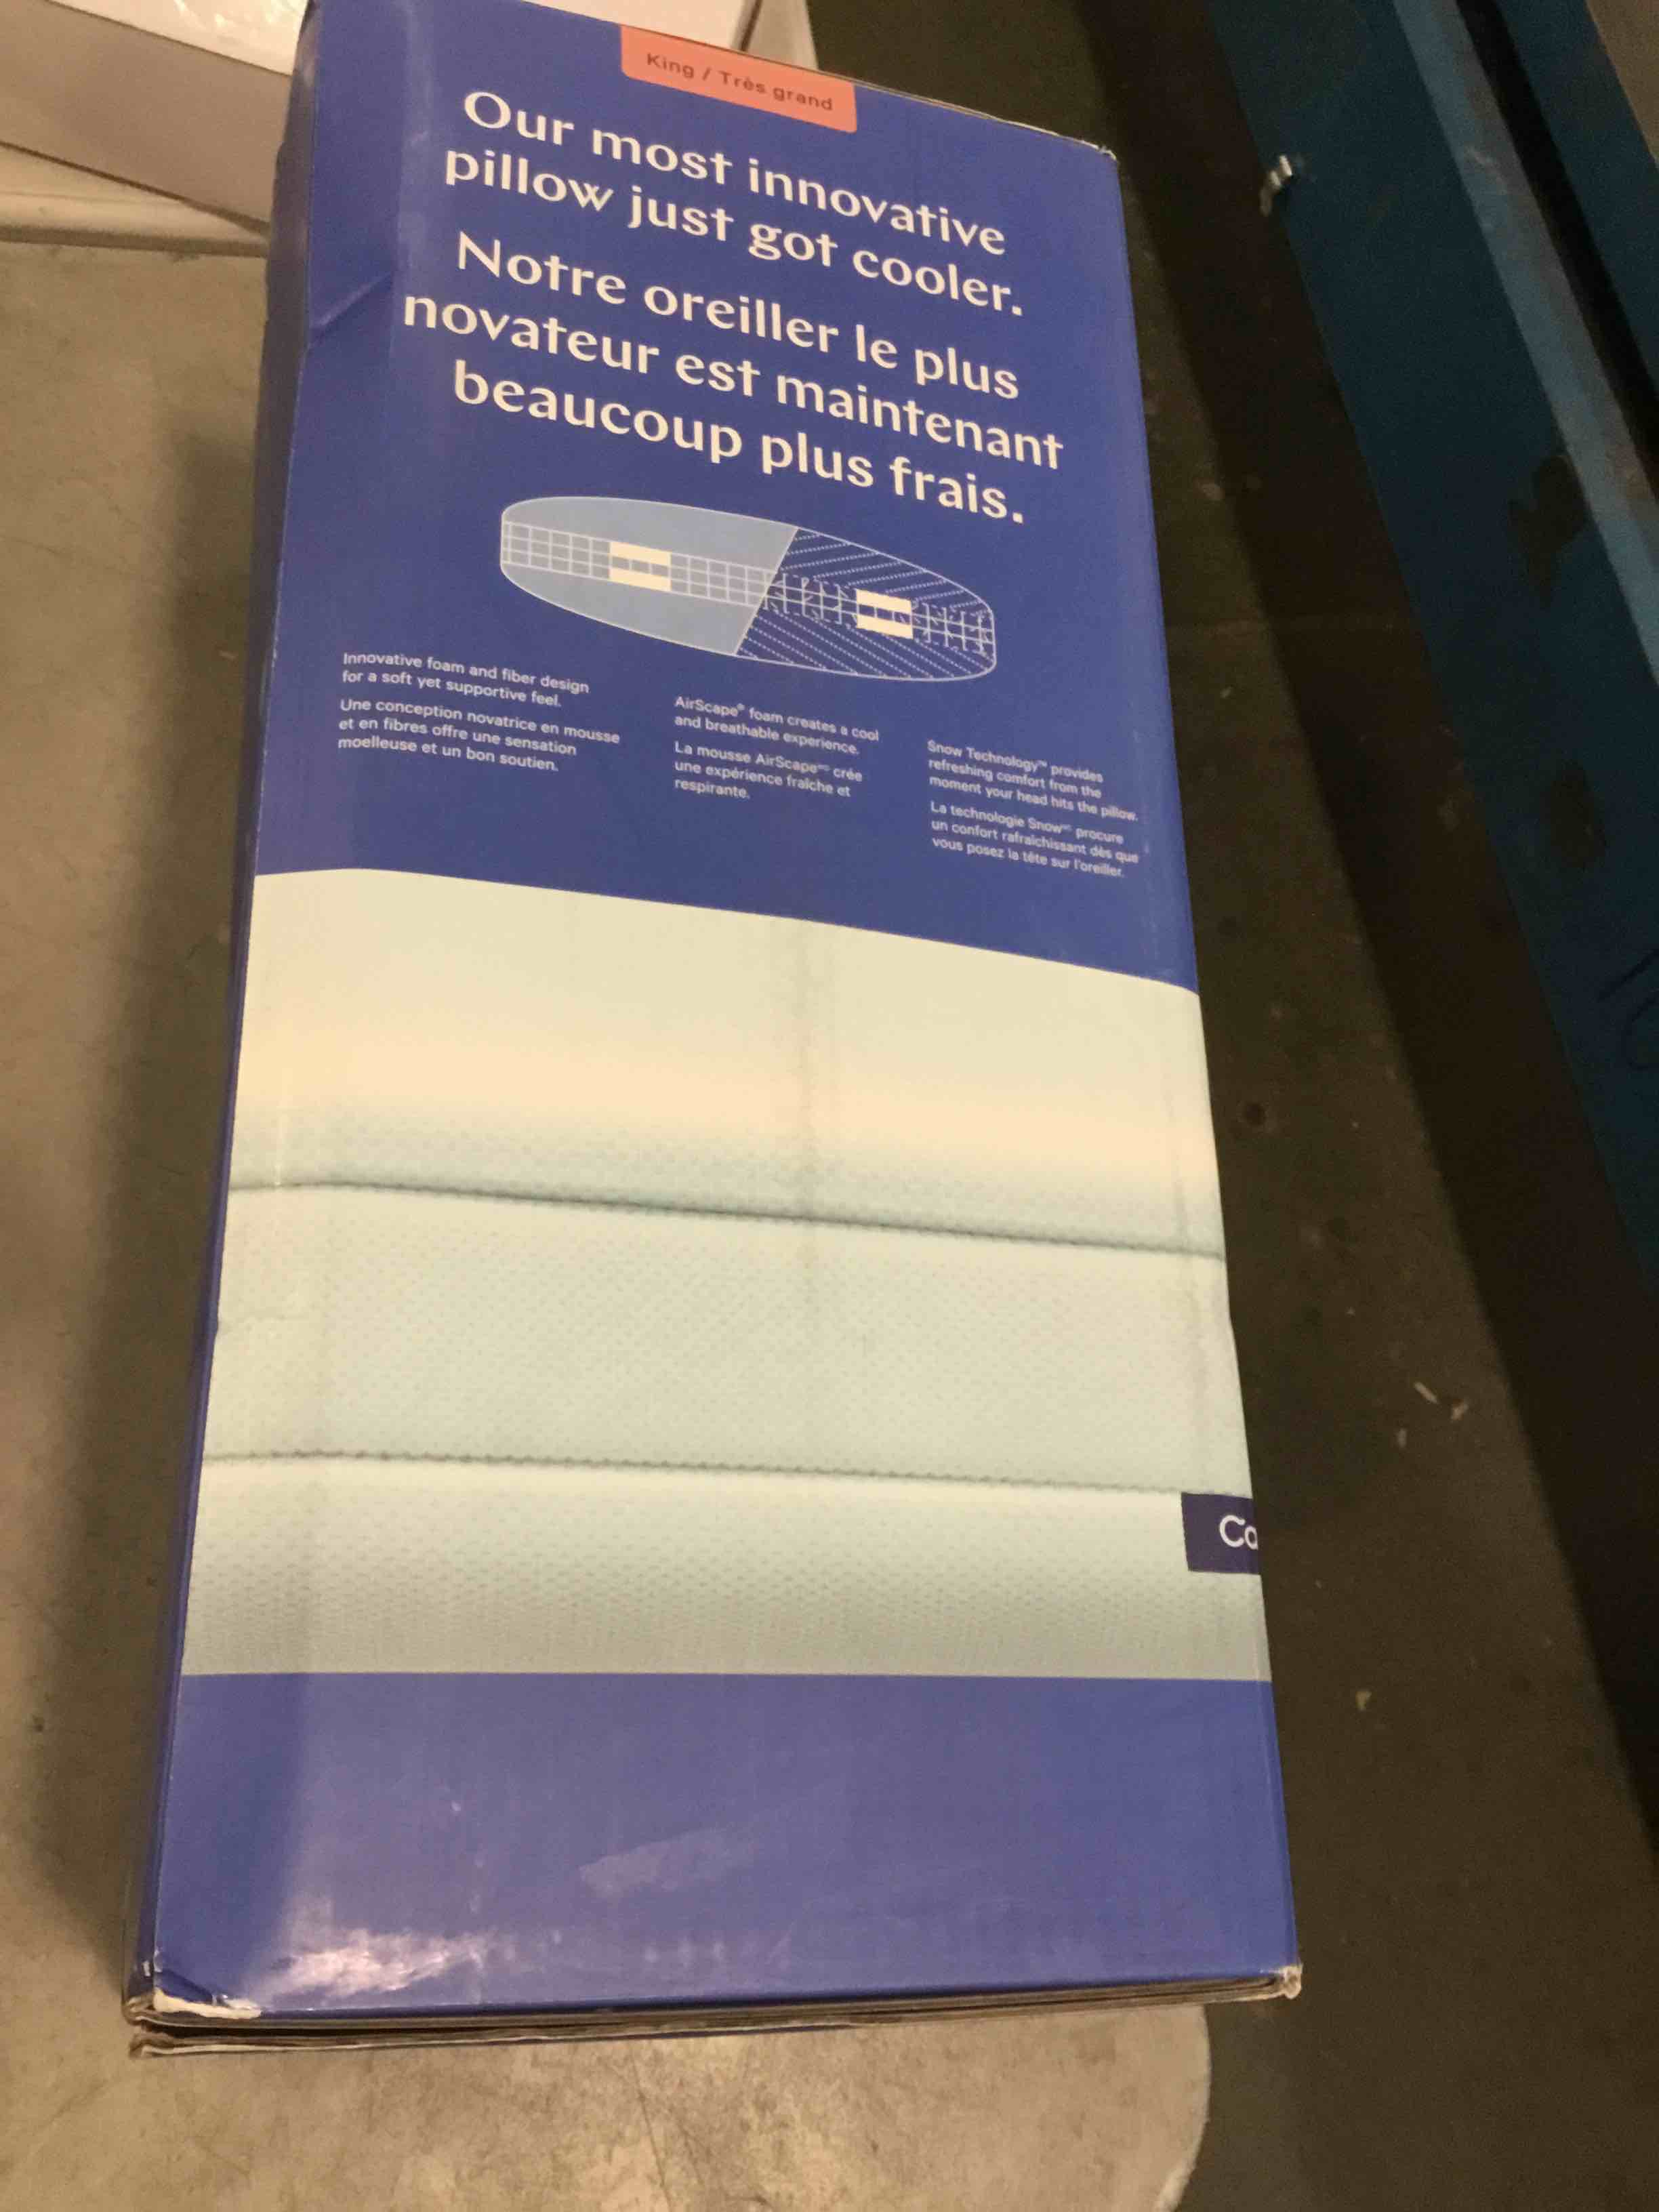 King / Très grand
Our most innovative
pillow just got cooler.
Notre oreiller le plus
novateur est maintenant
beaucoup plus frais.
Innovative foam and fiber design
for a soft yet supportive feel.
Une conception novatrice en mousse
et en fibres offre une sensation
moelleuse et un bon soutien.
AirScape® foam creates a cool
and breathable experience.
La mousse AirScapeᴹᴰ crée
une expérience fraîche et
respirante.
Snow Technology™ provides
refreshing comfort from the
moment your head hits the pillow.
La technologie Snowᴹᶜ procure
un confort rafraîchissant dès que
vous posez la tête sur l'oreiller.
Ca